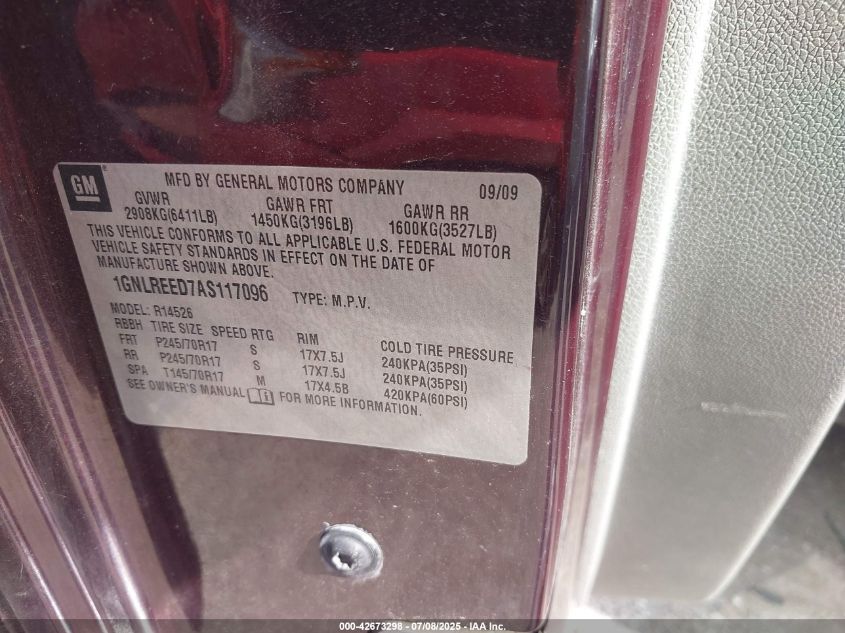 GM
MFD BY GENERAL MOTORS COMPANY 09/09
GVWR GAWR FRT GAWR RR
2908KG(6411LB) 1450KG(3196LB) 1600KG(3527LB)
THIS VEHICLE CONFORMS TO ALL APPLICABLE U.S. FEDERAL MOTOR
VEHICLE SAFETY STANDARDS IN EFFECT ON THE DATE OF
MANUFACTURE SHOWN ABOVE.
1GNLREED7AS117096 TYPE: M.P.V.
MODEL: R14526
RBBH TIRE SIZE SPEED RTG RIM COLD TIRE PRESSURE
FRT P245/70R17 S 17X7.5J 240KPA(35PSI)
RR P245/70R17 S 17X7.5J 240KPA(35PSI)
SPA T145/70R17 M 17X4.5B 420KPA(60PSI)
SEE OWNER'S MANUAL FOR MORE INFORMATION.
000-42673298 - 07/08/2025 - IAA Inc.